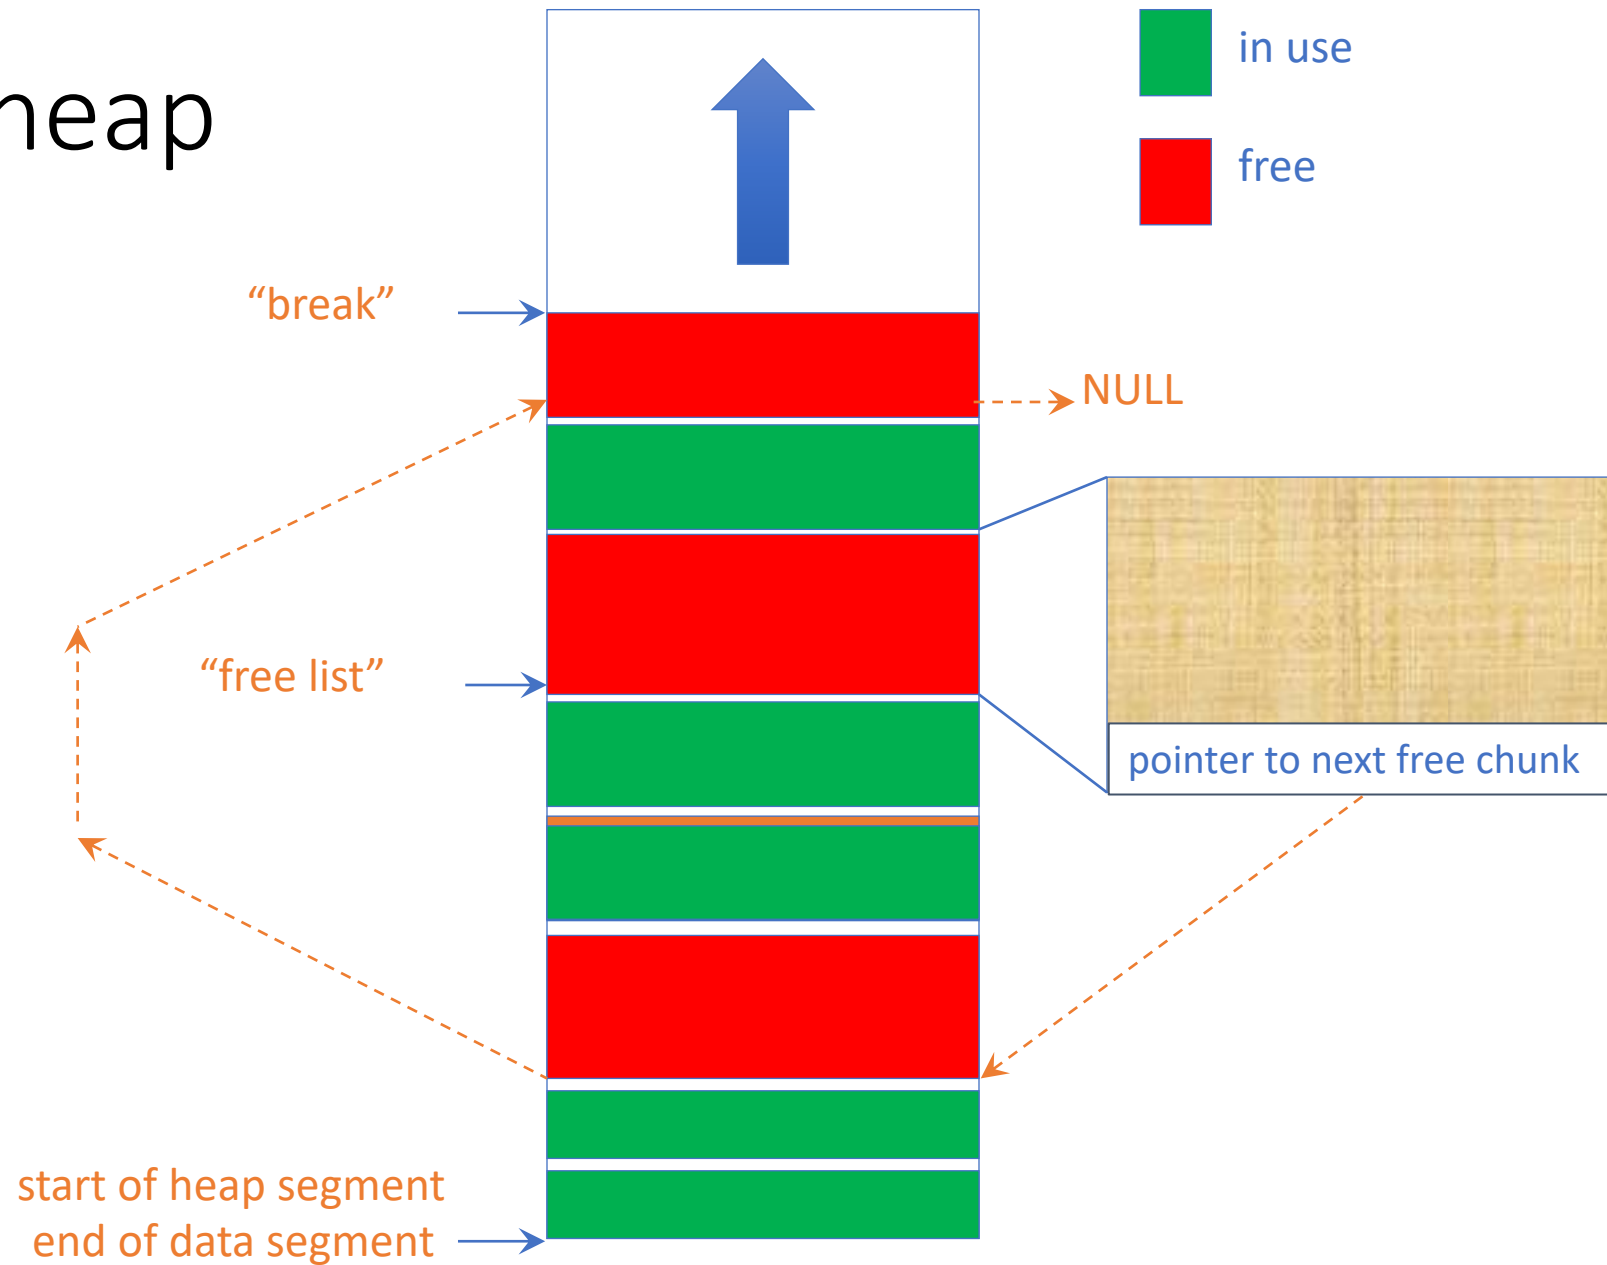 heap
in use
free
“break”
NULL
“free list”
pointer to next free chunk
start of heap segment
end of data segment